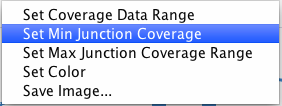 Set Coverage Data Range
Set Min Junction Coverage
Set Max Junction Coverage Range
Set Color
Save Image...